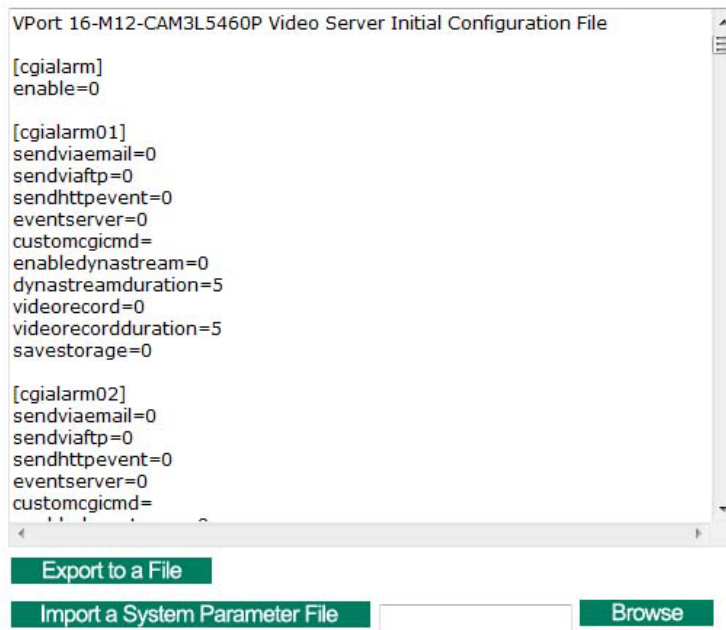 VPort 16-M12-CAM3L5460P Video Server Initial Configuration File
[cgialarm]
enable=0
[cgialarm01]
sendviaemail=0
sendviaftp=0
sendhttpevent=0
eventserver=0
customcgicmd=
enabledynastream=0
dynastreamduration=5
videorecord=0
videorecordduration=5
savestorage=0
[cgialarm02]
sendviaemail=0
sendviaftp=0
sendhttpevent=0
eventserver=0
customcgicmd=
Export to a File
Import a System Parameter File
Browse